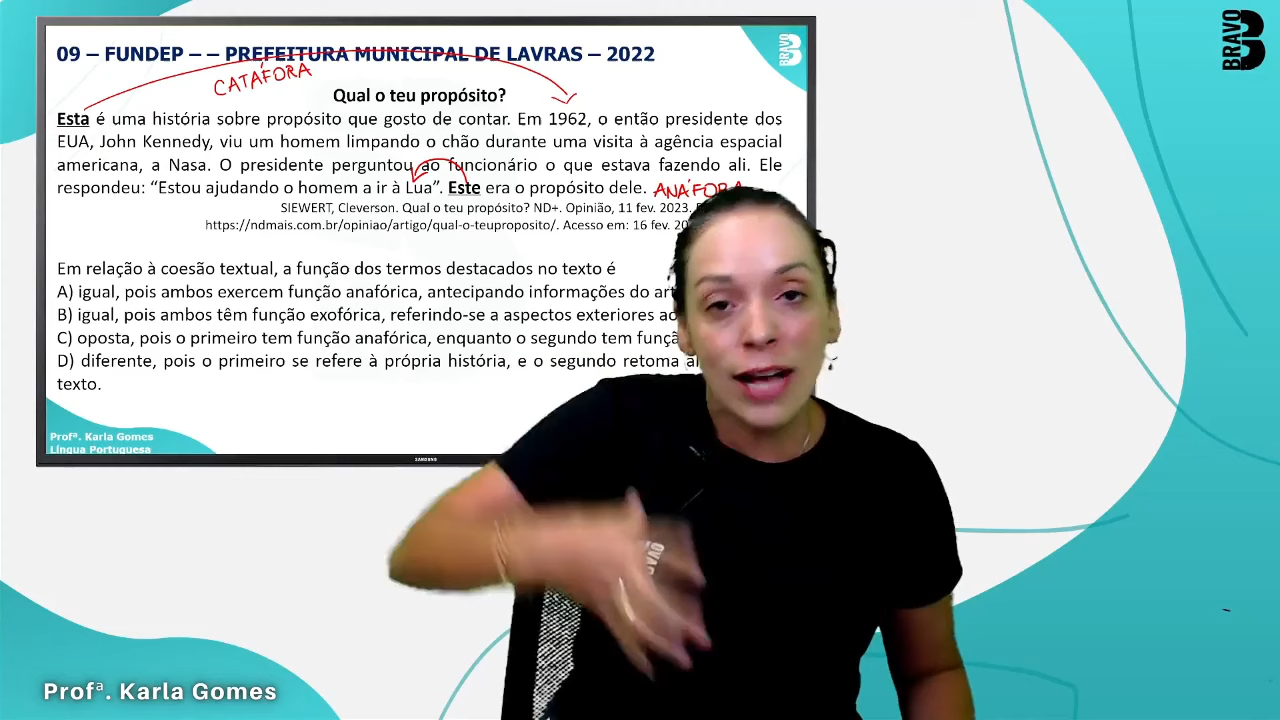 BRAVO
B
BRAVO
09 – FUNDEP – – PREFEITURA MUNICIPAL DE LAVRAS – 2022
CATÁFORA
Qual o teu propósito?
Esta é uma história sobre propósito que gosto de contar. Em 1962, o então presidente dos
EUA, John Kennedy, viu um homem limpando o chão durante uma visita à agência espacial
americana, a Nasa. O presidente perguntou ao funcionário o que estava fazendo ali. Ele
respondeu: “Estou ajudando o homem a ir à Lua”. Este era o propósito dele. ANÁFORA
SIEWERT, Cleverson. Qual o teu propósito? ND+. Opinião, 11 fev. 2023.
https://ndmais.com.br/opiniao/artigo/qual-o-teuproposito/. Acesso em: 16 fev.
Em relação à coesão textual, a função dos termos destacados no texto é
A) igual, pois ambos exercem função anafórica, antecipando informações do
B) igual, pois ambos têm função exofórica, referindo-se a aspectos exteriores
C) oposta, pois o primeiro tem função anafórica, enquanto o segundo tem
D) diferente, pois o primeiro se refere à própria história, e o segundo retoma
texto.
Profª. Karla Gomes
Língua Portuguesa
SAMSUNG
Profª. Karla Gomes